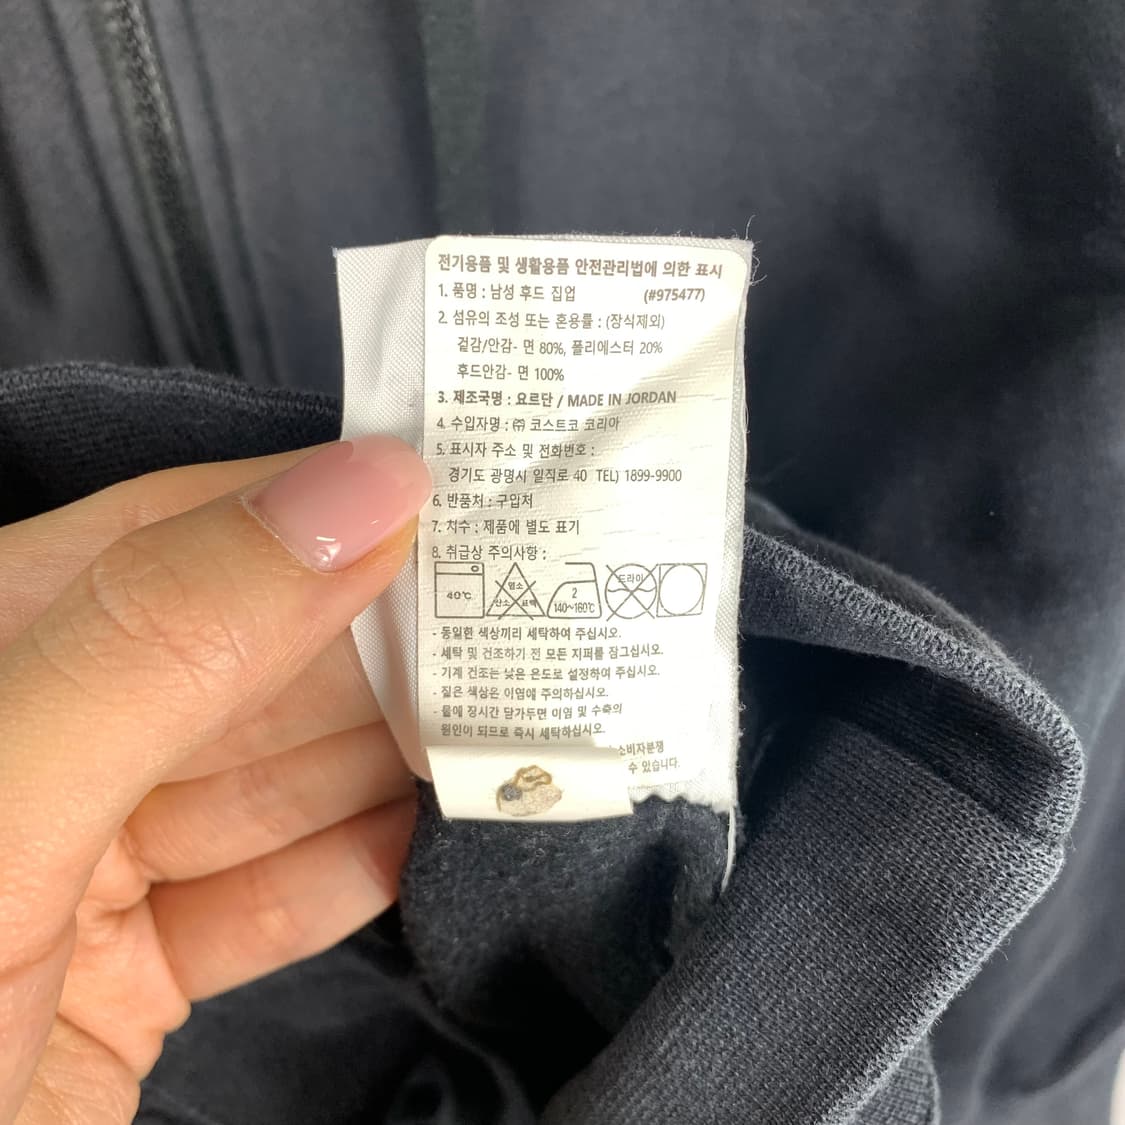 전기용품 및 생활용품 안전관리법에 의한 표시
1. 품명 : 남성 후드 집업 (#975477)
2. 섬유의 조성 또는 혼용률 : (장식제외)
겉감/안감- 면 80%, 폴리에스터 20%
후드안감- 면 100%
3. 제조국명 : 요르단 / MADE IN JORDAN
4. 수입자명 : ㈜ 코스트코 코리아
5. 표시자 주소 및 전화번호 :
경기도 광명시 일직로 40 TEL) 1899-9900
6. 반품처 : 구입처
7. 치수 : 제품에 별도 표기
8. 취급상 주의사항 :
40℃ 염소 산소 표백 2 140~160℃ 드라이
- 동일한 색상끼리 세탁하여 주십시오.
- 세탁 및 건조하기 전 모든 지퍼를 잠그십시오.
- 기계 건조는 낮은 온도로 설정하여 주십시오.
- 짙은 색상은 이염에 주의하십시오.
- 물에 장시간 담가두면 이염 및 수축의
원인이 되므로 즉시 세탁하십시오.
소비자분쟁
수 있습니다.